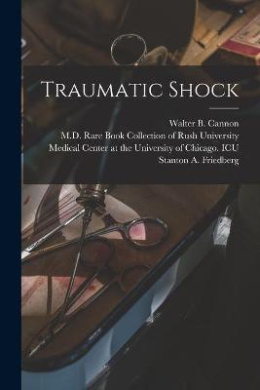 Traumatic Shock
Walter B. Cannon
M.D. Rare Book Collection of Rush University
Medical Center at the University of Chicago. ICU
Stanton A. Friedberg